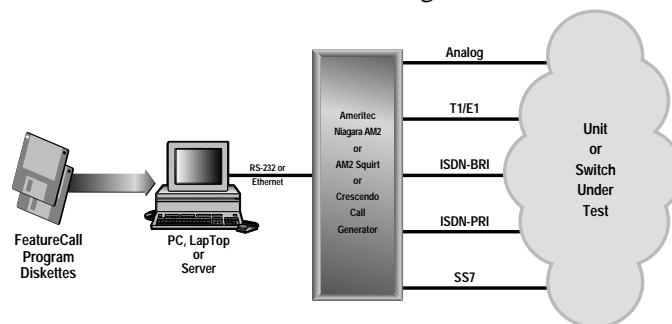 FeatureCall
Program
Diskettes
PC, LapTop
or
Server
RS-232 or
Ethernet
Ameritec
Niagara AM2
or
AM2 Squirt
or
Crescendo
Call
Generator
Analog
T1/E1
ISDN-BRI
ISDN-PRI
SS7
Unit
or
Switch
Under
Test